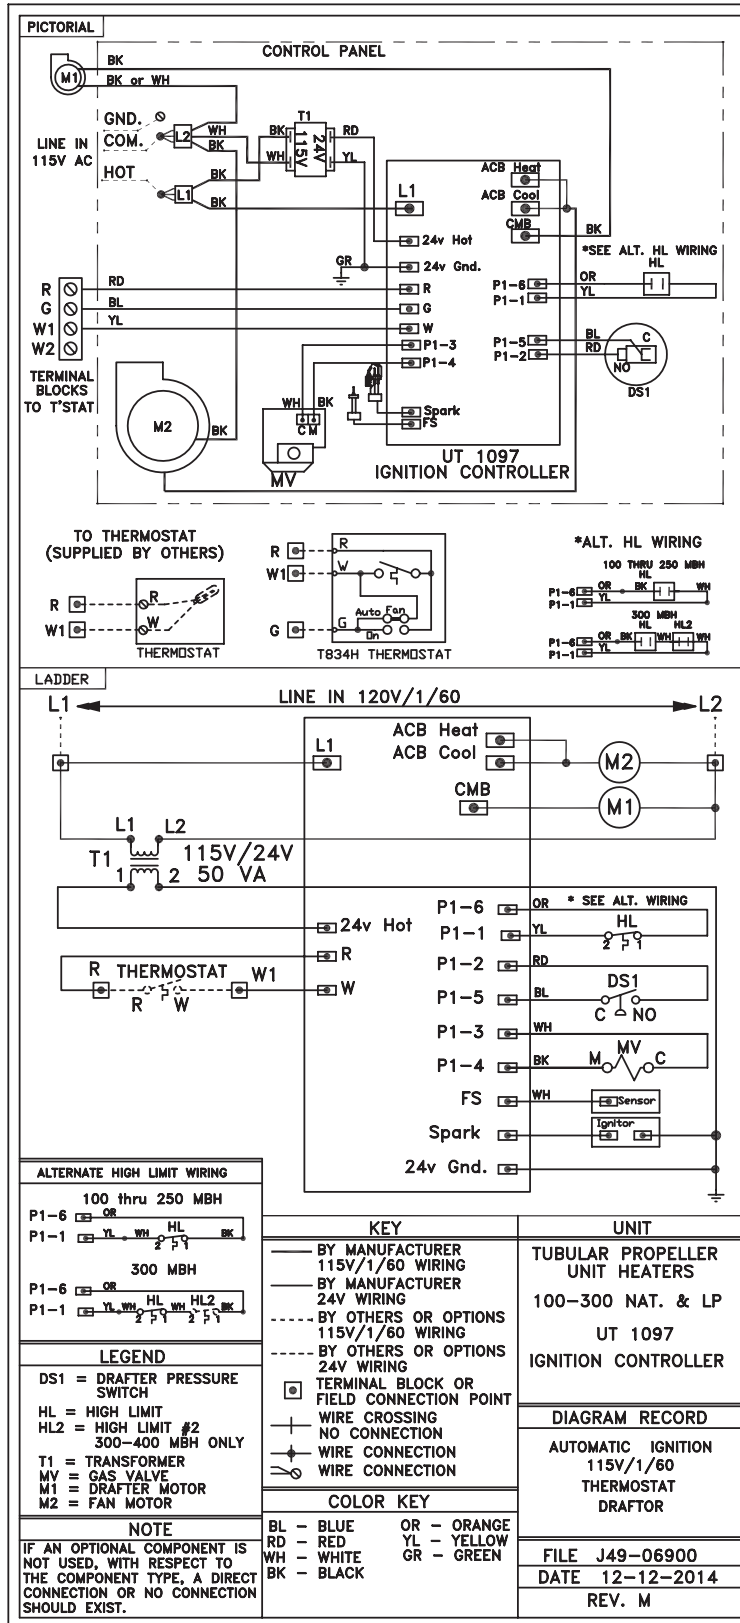 PICTORIAL
CONTROL PANEL
BK
M1
BK or WH
GND.
COM.
LINE IN
115V AC
HOT
L2
WH
BK
L1
BK
BK
T1
BK
115V
24V
RD
WH
YL
L1
ACB Heat
ACB Cool
CMB
BK
24v Hot
GR
24v Gnd.
*SEE ALT. HL WIRING
HL
P1-6
OR
P1-1
YL
R
RD
R
G
BL
G
W1
YL
W
W2
P1-3
P1-4
P1-5
BL
C
P1-2
RD
NO
DS1
TERMINAL
BLOCKS
TO T'STAT
M2
BK
WH
BK
C M
MV
Spark
FS
UT 1097
IGNITION CONTROLLER
TO THERMOSTAT
(SUPPLIED BY OTHERS)
R
R
W1
W
THERMOSTAT
R
R
W1
W
Auto Fan
G
G
On
T834H THERMOSTAT
*ALT. HL WIRING
100 THRU 250 MBH
HL
P1-6
OR
BK
WH
P1-1
YL
300 MBH
HL
HL2
P1-6
OR
BK
WH
WH
P1-1
YL
LADDER
L1
LINE IN 120V/1/60
L2
L1
ACB Heat
ACB Cool
M2
CMB
M1
L1
L2
T1
115V/24V
50 VA
1
2
24v Hot
R
R
THERMOSTAT
W1
R
W
W
P1-6
OR
* SEE ALT. WIRING
P1-1
YL
HL
2
1
P1-2
RD
P1-5
BL
DS1
C
NO
P1-3
WH
P1-4
BK
M
MV
C
FS
WH
Sensor
Spark
Ignitor
24v Gnd.
ALTERNATE HIGH LIMIT WIRING
100 thru 250 MBH
P1-6
OR
P1-1
YL
WH
HL
2
1
BK
300 MBH
P1-6
OR
P1-1
YL
WH
HL
2
1
WH
HL2
2
1
BK
LEGEND
DS1 = DRAFTER PRESSURE
SWITCH
HL = HIGH LIMIT
HL2 = HIGH LIMIT #2
300-400 MBH ONLY
T1 = TRANSFORMER
MV = GAS VALVE
M1 = DRAFTER MOTOR
M2 = FAN MOTOR
NOTE
IF AN OPTIONAL COMPONENT IS
NOT USED, WITH RESPECT TO
THE COMPONENT TYPE, A DIRECT
CONNECTION OR NO CONNECTION
SHOULD EXIST.
KEY
BY MANUFACTURER
115V/1/60 WIRING
BY MANUFACTURER
24V WIRING
BY OTHERS OR OPTIONS
115V/1/60 WIRING
BY OTHERS OR OPTIONS
24V WIRING
TERMINAL BLOCK OR
FIELD CONNECTION POINT
WIRE CROSSING
NO CONNECTION
WIRE CONNECTION
WIRE CONNECTION
COLOR KEY
BL - BLUE
OR - ORANGE
RD - RED
YL - YELLOW
WH - WHITE
GR - GREEN
BK - BLACK
UNIT
TUBULAR PROPELLER
UNIT HEATERS
100-300 NAT. & LP
UT 1097
IGNITION CONTROLLER
DIAGRAM RECORD
AUTOMATIC IGNITION
115V/1/60
THERMOSTAT
DRAFTOR
FILE J49-06900
DATE 12-12-2014
REV. M